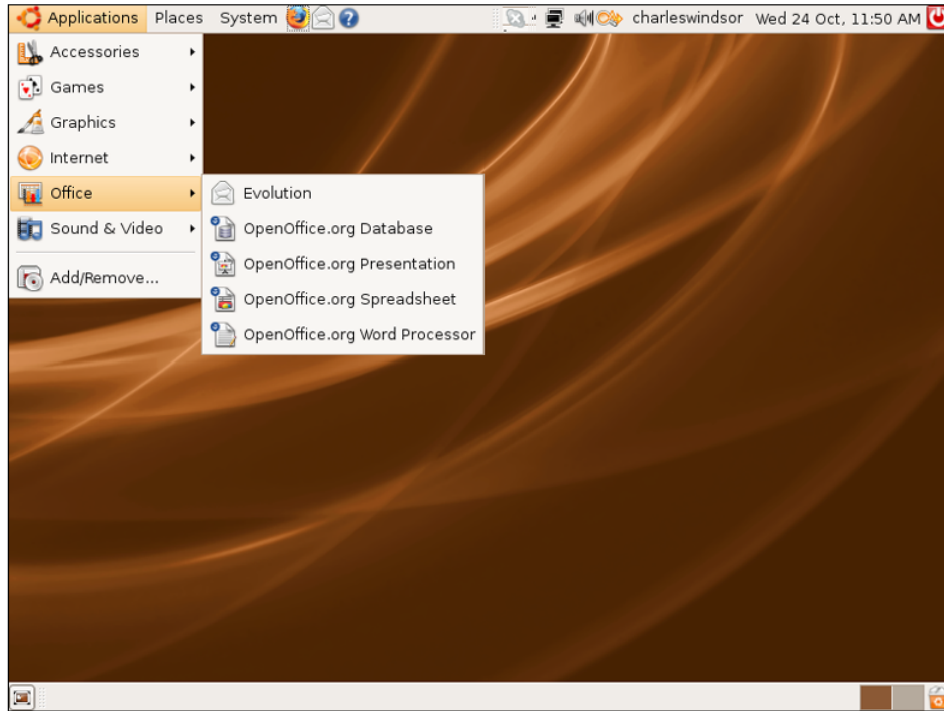 Applications Places System charleswindsor Wed 24 Oct, 11:50 AM
Accessories
Games
Graphics
Internet
Office
Sound & Video
Add/Remove...
Evolution
OpenOffice.org Database
OpenOffice.org Presentation
OpenOffice.org Spreadsheet
OpenOffice.org Word Processor